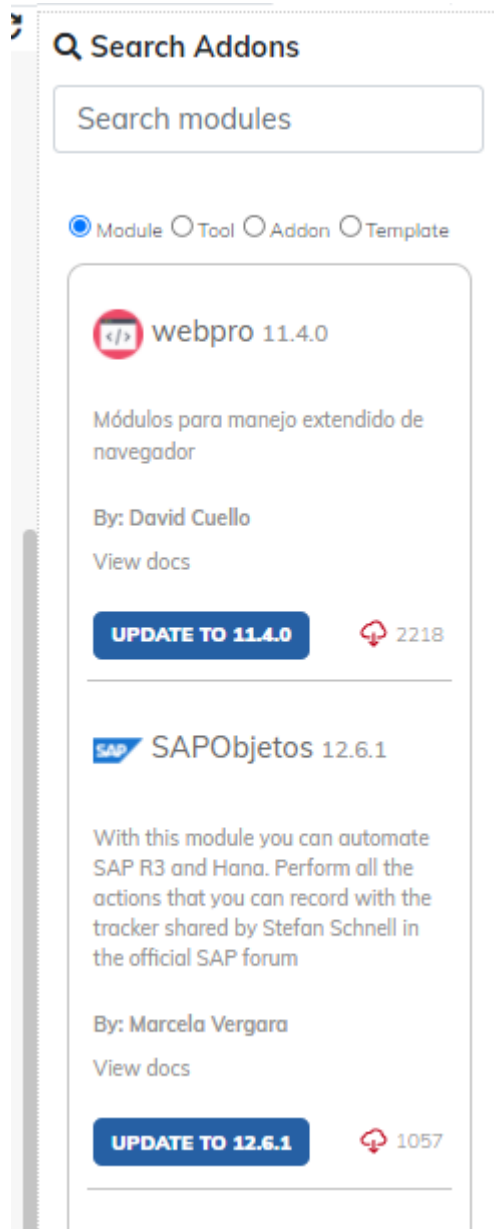 Search Addons
Search modules
Module Tool Addon Template
</> webpro 11.4.0
Módulos para manejo extendido de
navegador
By: David Cuello
View docs
UPDATE TO 11.4.0 2218
SAP SAPObjetos 12.6.1
With this module you can automate
SAP R3 and Hana. Perform all the
actions that you can record with the
tracker shared by Stefan Schnell in
the official SAP forum
By: Marcela Vergara
View docs
UPDATE TO 12.6.1 1057